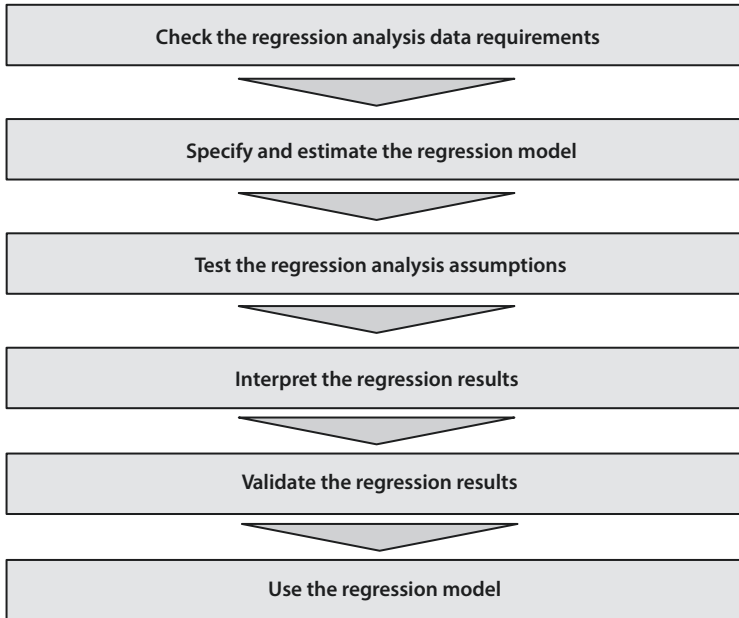 Check the regression analysis data requirements
Specify and estimate the regression model
Test the regression analysis assumptions
Interpret the regression results
Validate the regression results
Use the regression model